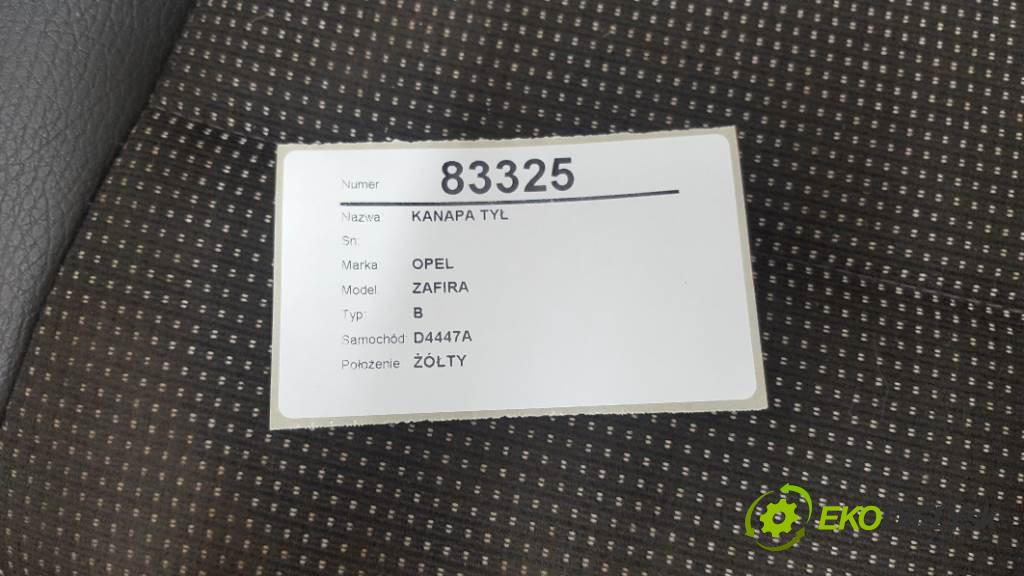 Numer 83325
Nazwa KANAPA TYŁ
Sn:
Marka OPEL
Model ZAFIRA
Typ: B
Samochód: D4447A
Położenie ŻÓŁTY
EKO